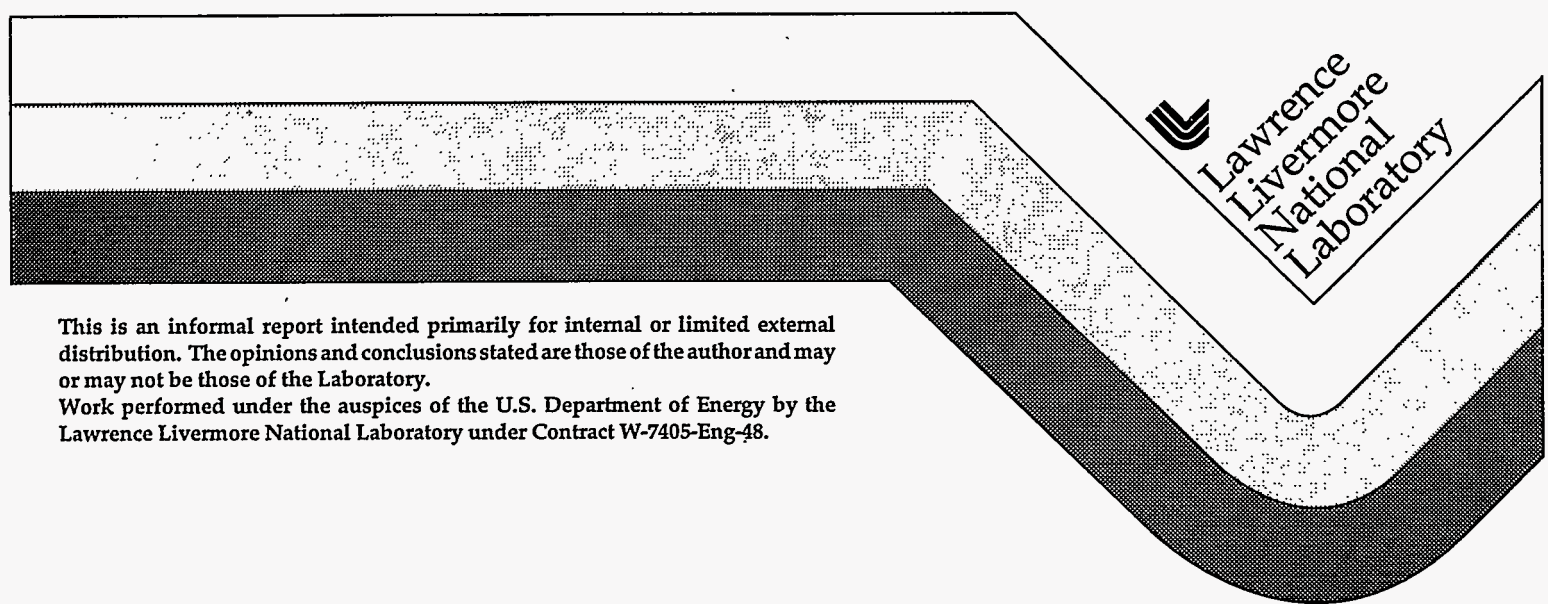 Lawrence
Livermore
National
Laboratory
This is an informal report intended primarily for internal or limited external
distribution. The opinions and conclusions stated are those of the author and may
or may not be those of the Laboratory.
Work performed under the auspices of the U.S. Department of Energy by the
Lawrence Livermore National Laboratory under Contract W-7405-Eng-48.